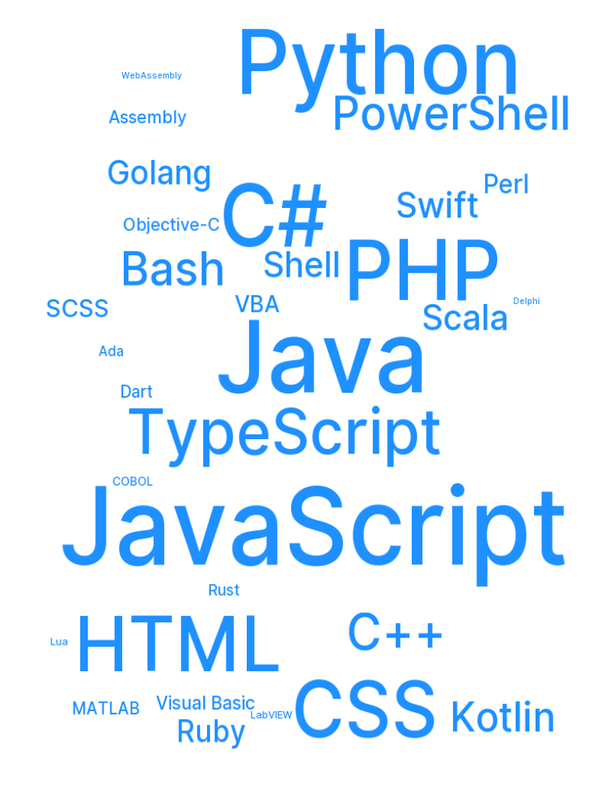 Python
WebAssembly
PowerShell
Assembly
Golang
Perl
Swift
C#
Objective-C
Shell
Bash
PHP
Delphi
VBA
SCSS
Scala
Ada
Java
Dart
TypeScript
COBOL
JavaScript
Rust
C++
Lua
HTML
Visual Basic
MATLAB
LabVIEW
CSS
Kotlin
Ruby